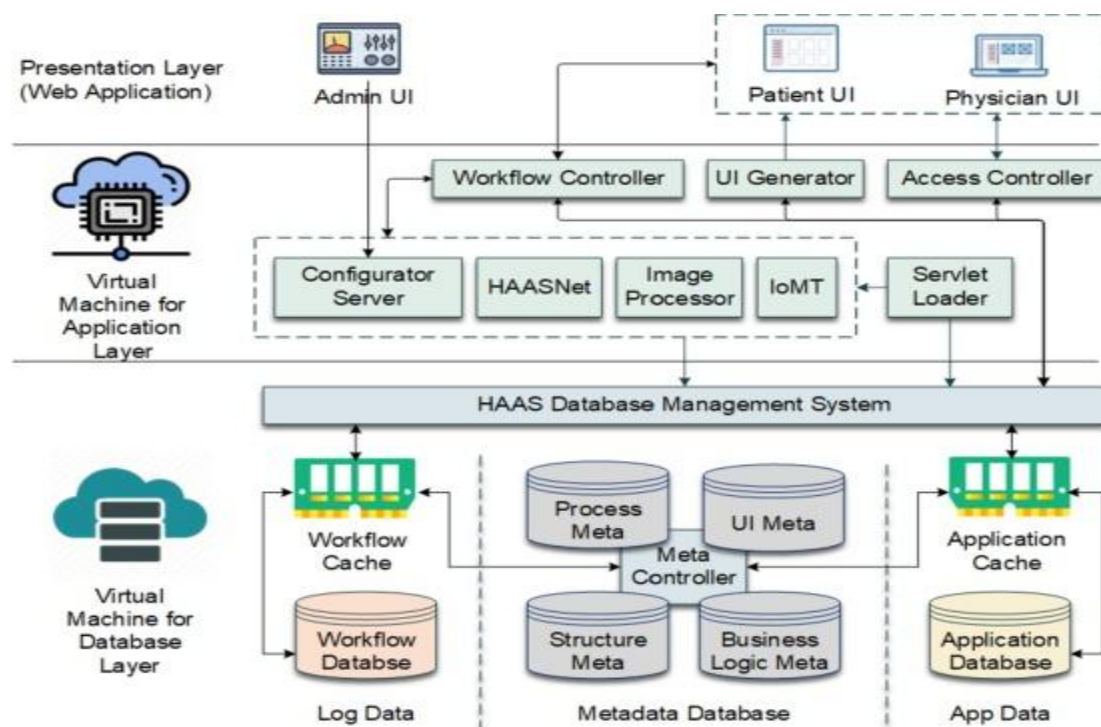 Presentation Layer
(Web Application)
Admin UI
Patient UI
Physician UI
Workflow Controller
UI Generator
Access Controller
Virtual
Machine for
Application
Layer
Configurator
Server
HAASNet
Image
Processor
IoMT
Servlet
Loader
HAAS Database Management System
Virtual
Machine for
Database
Layer
Workflow
Cache
Process
Meta
UI Meta
Meta
Controller
Application
Cache
Workflow
Databse
Structure
Meta
Business
Logic Meta
Application
Database
Log Data
Metadata Database
App Data